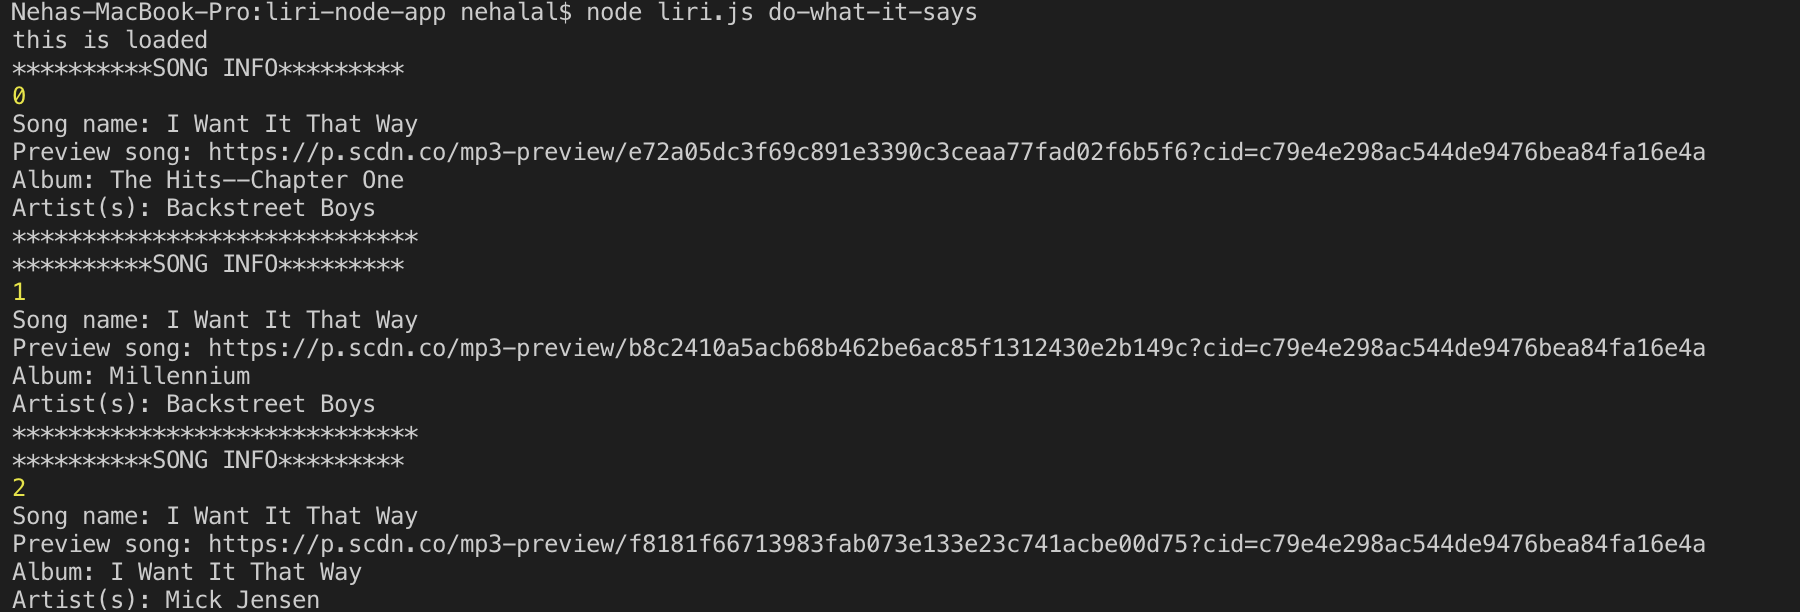 Nehas-MacBook-Pro:liri-node-app nehalal$ node liri.js do-what-it-says
this is loaded
**********SONG INFO*********
0
Song name: I Want It That Way
Preview song: https://p.scdn.co/mp3-preview/e72a05dc3f69c891e3390c3ceaa77fad02f6b5f6?cid=c79e4e298ac544de9476bea84fa16e4a
Album: The Hits--Chapter One
Artist(s): Backstreet Boys
*****************************
**********SONG INFO*********
1
Song name: I Want It That Way
Preview song: https://p.scdn.co/mp3-preview/b8c2410a5acb68b462be6ac85f1312430e2b149c?cid=c79e4e298ac544de9476bea84fa16e4a
Album: Millennium
Artist(s): Backstreet Boys
*****************************
**********SONG INFO*********
2
Song name: I Want It That Way
Preview song: https://p.scdn.co/mp3-preview/f8181f66713983fab073e133e23c741acbe00d75?cid=c79e4e298ac544de9476bea84fa16e4a
Album: I Want It That Way
Artist(s): Mick Jensen